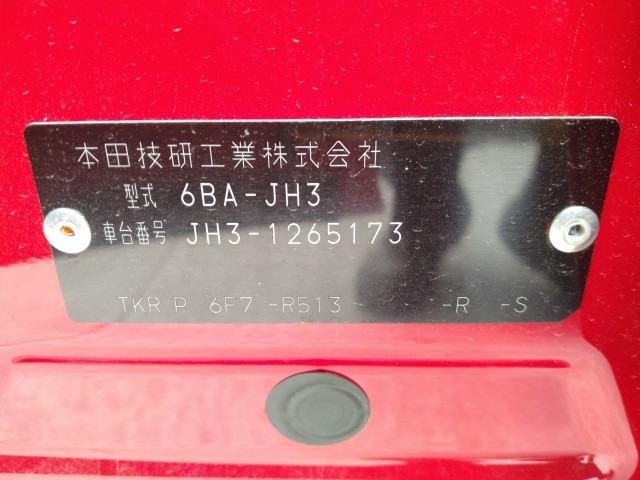 本田技研工業株式会社
型式 6BA-JH3
車台番号 JH3-1265173
TKR P 6F7 -R513 -R -S